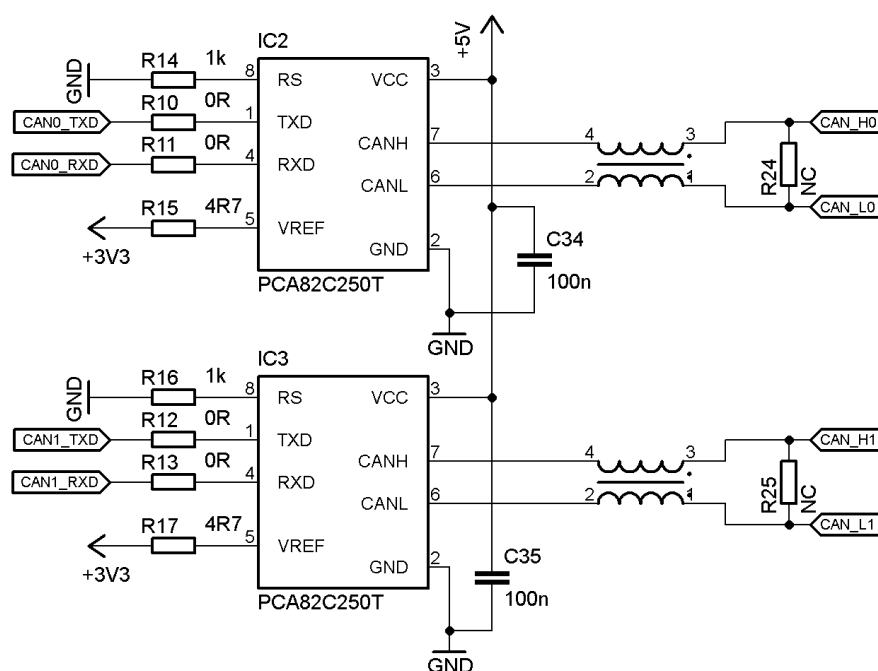 +5V
IC2
R14 1k
GND
8 RS VCC 3
R10 0R
CAN0_TXD
1 TXD
CANH 7 4 3
CAN_H0
R11 0R
CAN0_RXD
4 RXD
CANL 6 2 1
R24
NC
CAN_L0
R15 4R7
5 VREF
+3V3
GND 2
C34
100n
PCA82C250T
GND
IC3
R16 1k
GND
8 RS VCC 3
R12 0R
CAN1_TXD
1 TXD
CANH 7 4 3
CAN_H1
R13 0R
CAN1_RXD
4 RXD
CANL 6 2 1
R25
NC
CAN_L1
R17 4R7
5 VREF
+3V3
GND 2
C35
100n
PCA82C250T
GND